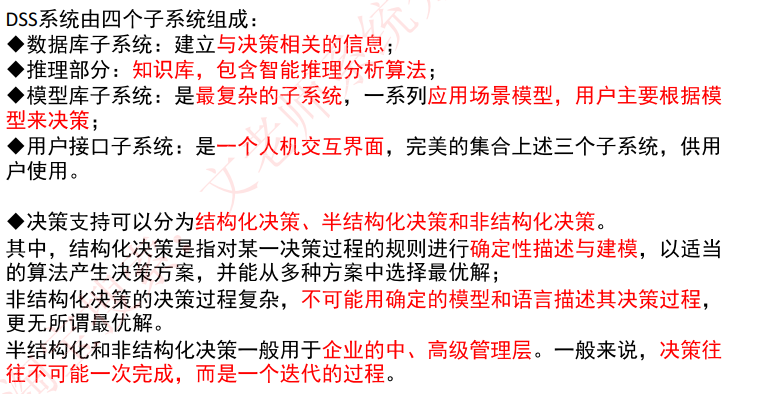 DSS系统由四个子系统组成：
◆数据库子系统：建立与决策相关的信息；
◆推理部分：知识库，包含智能推理分析算法；
◆模型库子系统：是最复杂的子系统，一系列应用场景模型，用户主要根据模
型来决策；
◆用户接口子系统：是一个人机交互界面，完美的集合上述三个子系统，供用
户使用。
◆决策支持可以分为结构化决策、半结构化决策和非结构化决策。
其中，结构化决策是指对某一决策过程的规则进行确定性描述与建模，以适当
的算法产生决策方案，并能从多种方案中选择最优解；
非结构化决策的决策过程复杂，不可能用确定的模型和语言描述其决策过程，
更无所谓最优解。
半结构化和非结构化决策一般用于企业的中、高级管理层。一般来说，决策往
往不可能一次完成，而是一个迭代的过程。